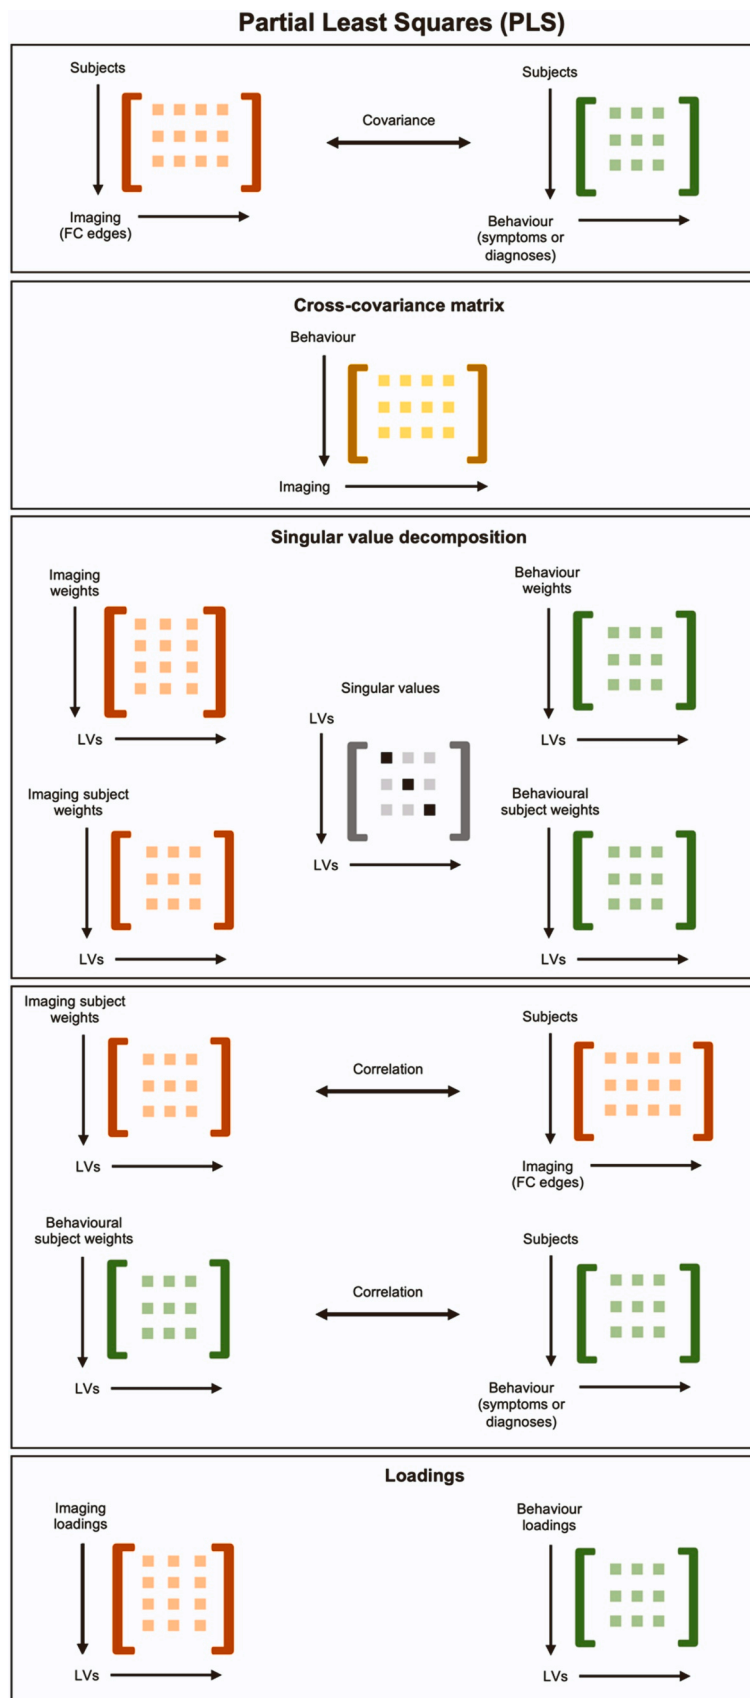 Partial Least Squares (PLS)
Subjects
Subjects
Covariance
Imaging
(FC edges)
Behaviour
(symptoms or
diagnoses)
Cross-covariance matrix
Behaviour
Imaging
Singular value decomposition
Imaging
weights
Behaviour
weights
Singular values
LVs
LVs
LVs
Imaging subject
weights
Behavioural
subject weights
LVs
LVs
LVs
Imaging subject
weights
Subjects
Correlation
LVs
Imaging
(FC edges)
Behavioural
subject weights
Subjects
Correlation
LVs
Behaviour
(symptoms or
diagnoses)
Loadings
Imaging
loadings
Behaviour
loadings
LVs
LVs